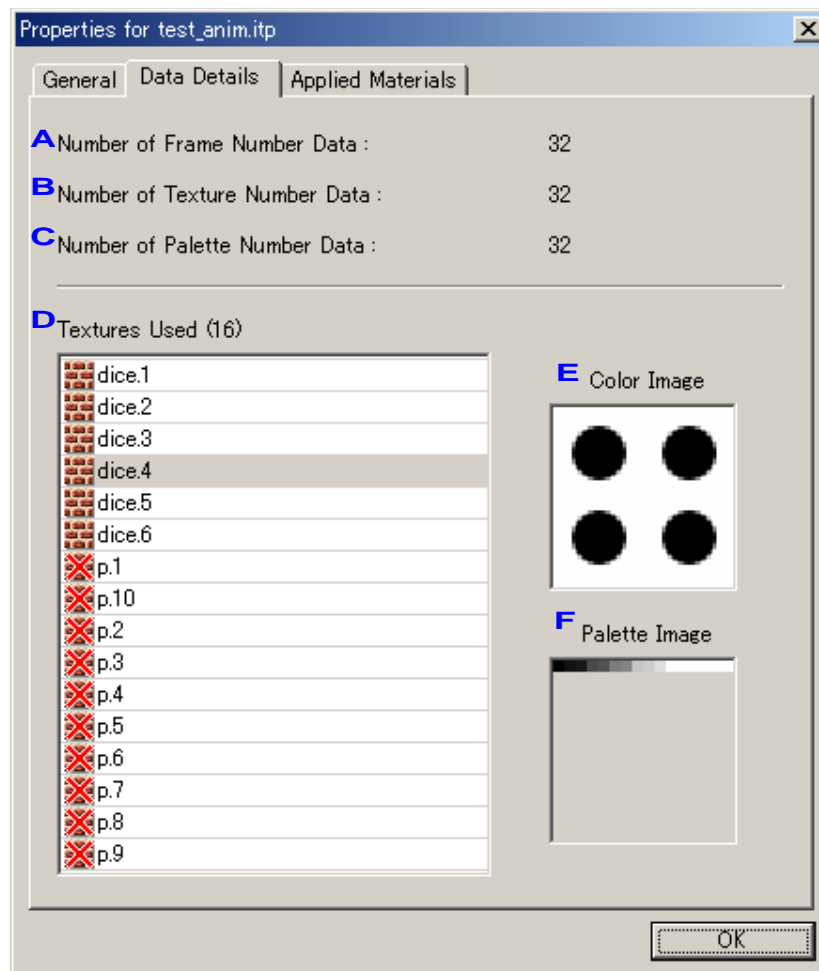 Properties for test_anim.itp
General Data Details Applied Materials
A Number of Frame Number Data : 32
B Number of Texture Number Data : 32
C Number of Palette Number Data : 32
D Textures Used (16)
dice.1
dice.2
dice.3
dice.4
dice.5
dice.6
p.1
p.10
p.2
p.3
p.4
p.5
p.6
p.7
p.8
p.9
E Color Image
F Palette Image
OK